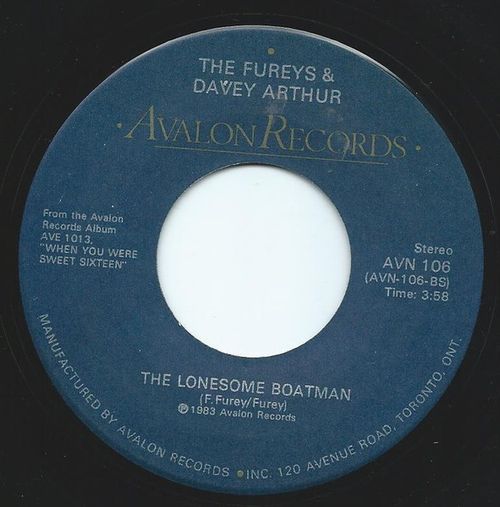 THE FUREYS &
DAVEY ARTHUR
AVALON RECORDS
From the Avalon
Records Album
AVE 1013,
"WHEN YOU WERE
SWEET SIXTEEN"
Stereo
AVN 106
(AVN-106-BS)
Time: 3:58
THE LONESOME BOATMAN
(F. Furey/Furey)
℗1983 Avalon Records
MANUFACTURED BY AVALON RECORDS INC. 120 AVENUE ROAD, TORONTO, ONT.